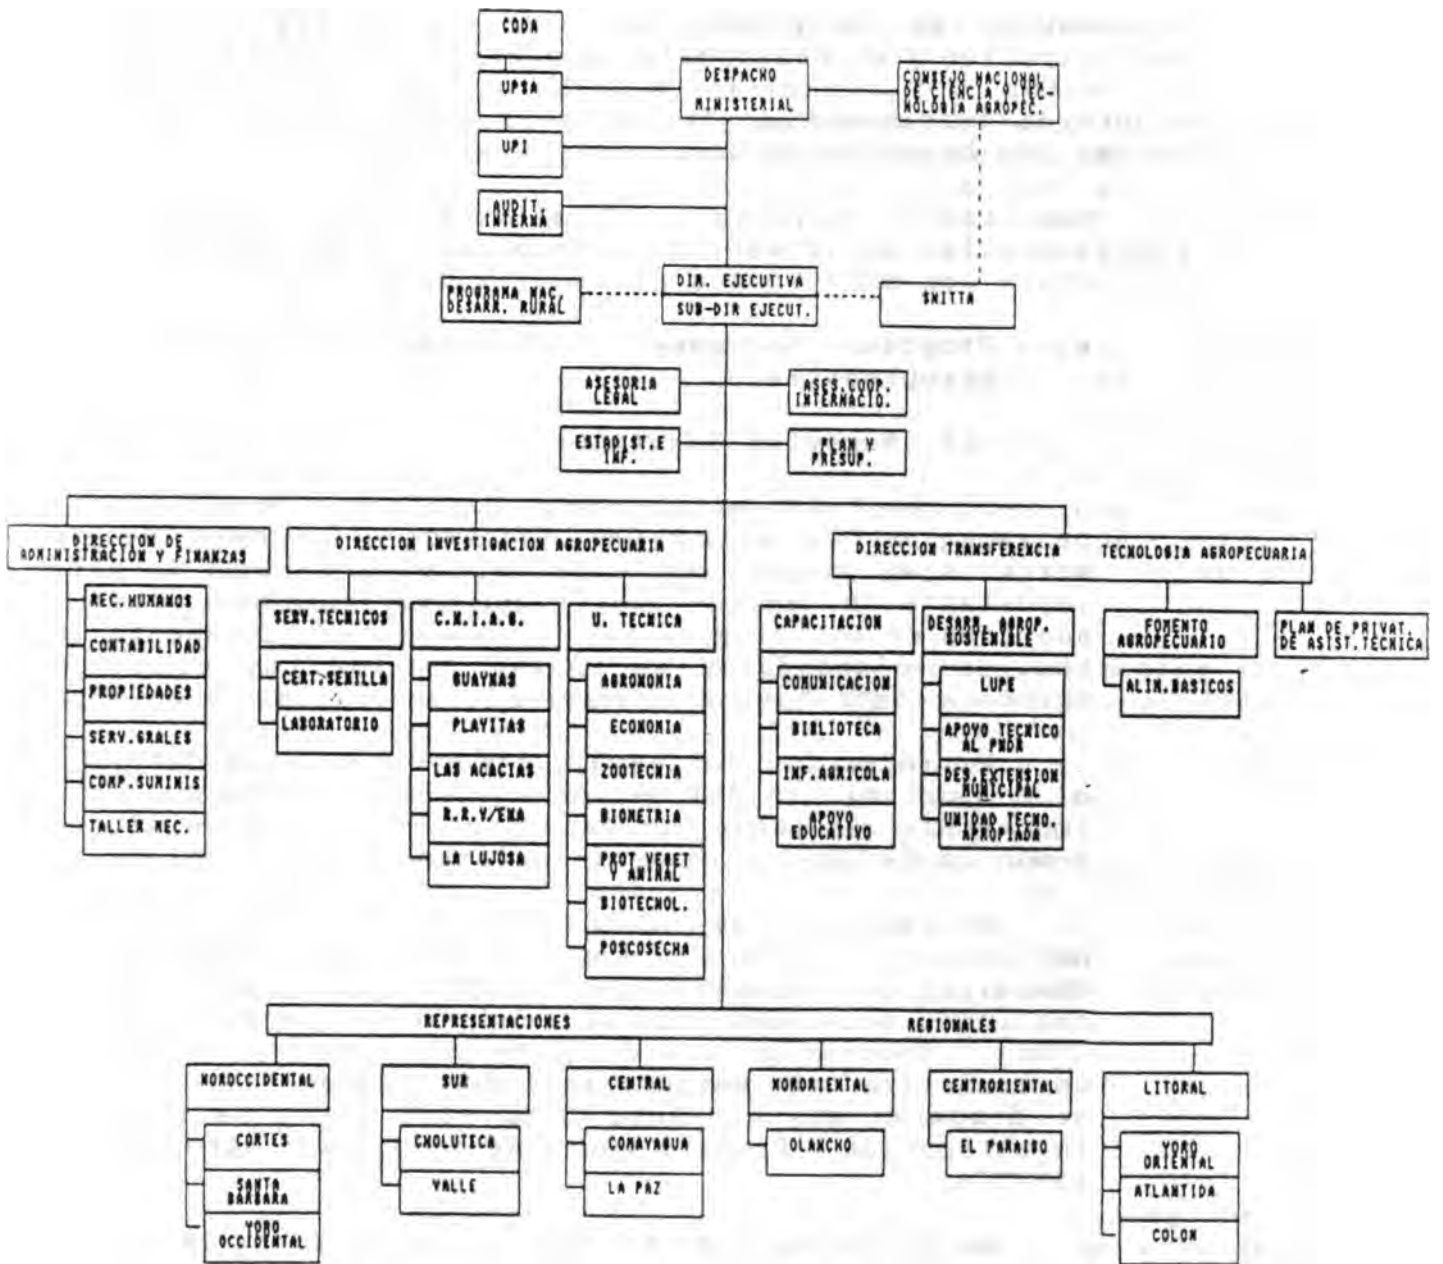 CODA
UPSA
DESPACHO
MINISTERIAL
CONSEJO NACIONAL
DE CIENCIA Y TEC-
NOLOGIA AGROPEC.
UPI
AUDIT.
INTERNA
PROGRAMA NAC.
DESARR. RURAL
DIR. EJECUTIVA
SUB-DIR EJECUT.
SNITTA
ASESORIA
LEGAL
ASES.COOP.
INTERNACIO.
ESTADIST.E
INF.
PLAN Y
PRESUP.
DIRECCION DE
ADMINISTRACION Y FINANZAS
DIRECCION INVESTIGACION AGROPECUARIA
DIRECCION TRANSFERENCIA TECNOLOGIA AGROPECUARIA
REC.HUMANOS
CONTABILIDAD
PROPIEDADES
SERV.GRALES
COMP.SUMINIS
TALLER MEC.
SERV.TECNICOS
CERT.SEMILLA
LABORATORIO
C.N.I.A.G.
GUAYMAS
PLAYITAS
LAS ACACIAS
R.R.V/ENA
LA LUJOSA
U. TECNICA
AGRONOMIA
ECONOMIA
ZOOTECNIA
BIOMETRIA
PROT VEGET
Y ANIMAL
BIOTECNOL.
POSCOSECHA
CAPACITACION
COMUNICACION
BIBLIOTECA
INF.AGRICOLA
APOYO
EDUCATIVO
DESARR. AGROP.
SOSTENIBLE
LUPE
APOYO TECNICO
AL PNDR
DES.EXTENSION
MUNICIPAL
UNIDAD TECNO.
APROPIADA
FOMENTO
AGROPECUARIO
ALIM.BASICOS
PLAN DE PRIVAT.
DE ASIST.TECNICA
REPRESENTACIONES REGIONALES
NOROCCIDENTAL
CORTES
SANTA
BARBARA
YORO
OCCIDENTAL
SUR
CHOLUTECA
VALLE
CENTRAL
COMAYAGUA
LA PAZ
NORORIENTAL
OLANCHO
CENTRORIENTAL
EL PARAISO
LITORAL
YORO
ORIENTAL
ATLANTIDA
COLON